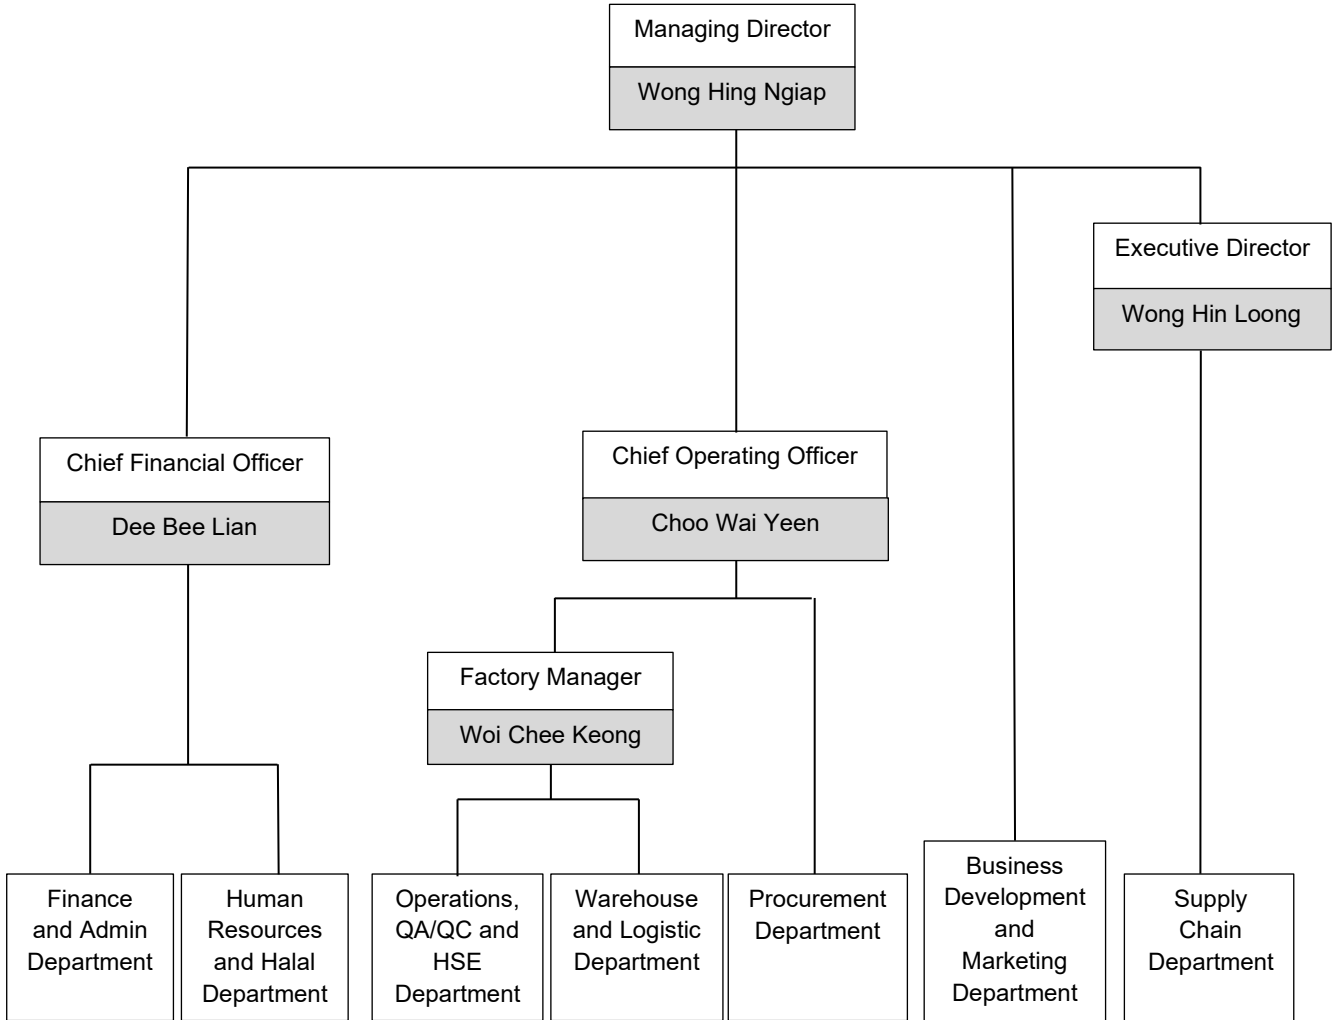 Managing Director
Wong Hing Ngiap
Executive Director
Wong Hin Loong
Chief Financial Officer
Dee Bee Lian
Chief Operating Officer
Choo Wai Yeen
Factory Manager
Woi Chee Keong
Finance
and Admin
Department
Human
Resources
and Halal
Department
Operations,
QA/QC and
HSE
Department
Warehouse
and Logistic
Department
Procurement
Department
Business
Development
and
Marketing
Department
Supply
Chain
Department